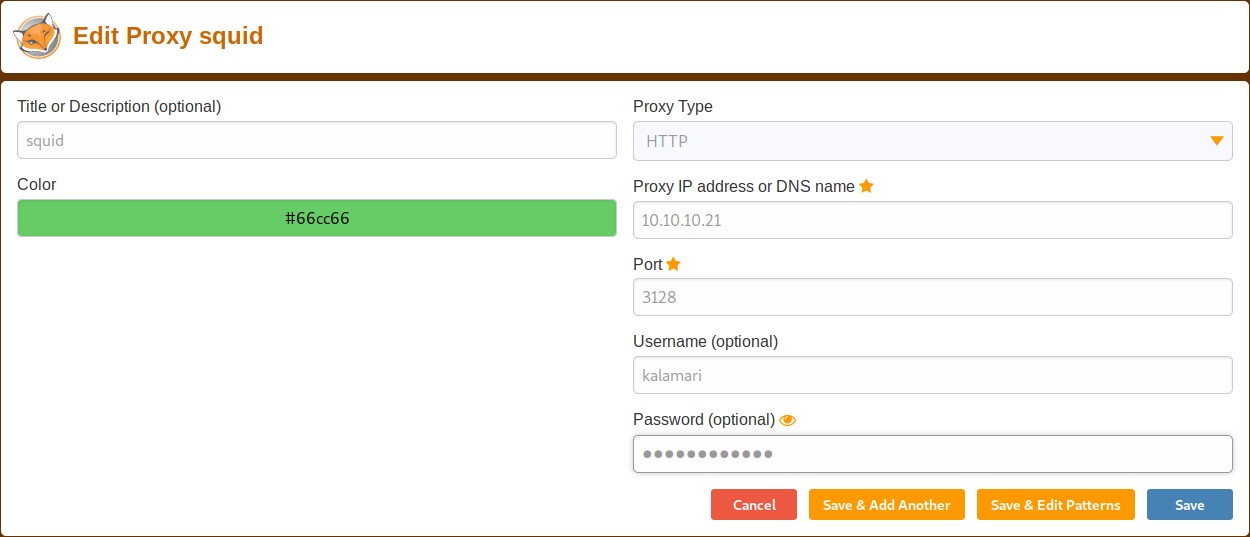 Edit Proxy squid
Title or Description (optional)
squid
Color
#66cc66
Proxy Type
HTTP
Proxy IP address or DNS name
10.10.10.21
Port
3128
Username (optional)
kalamari
Password (optional)
●●●●●●●●●●●●
Cancel
Save & Add Another
Save & Edit Patterns
Save